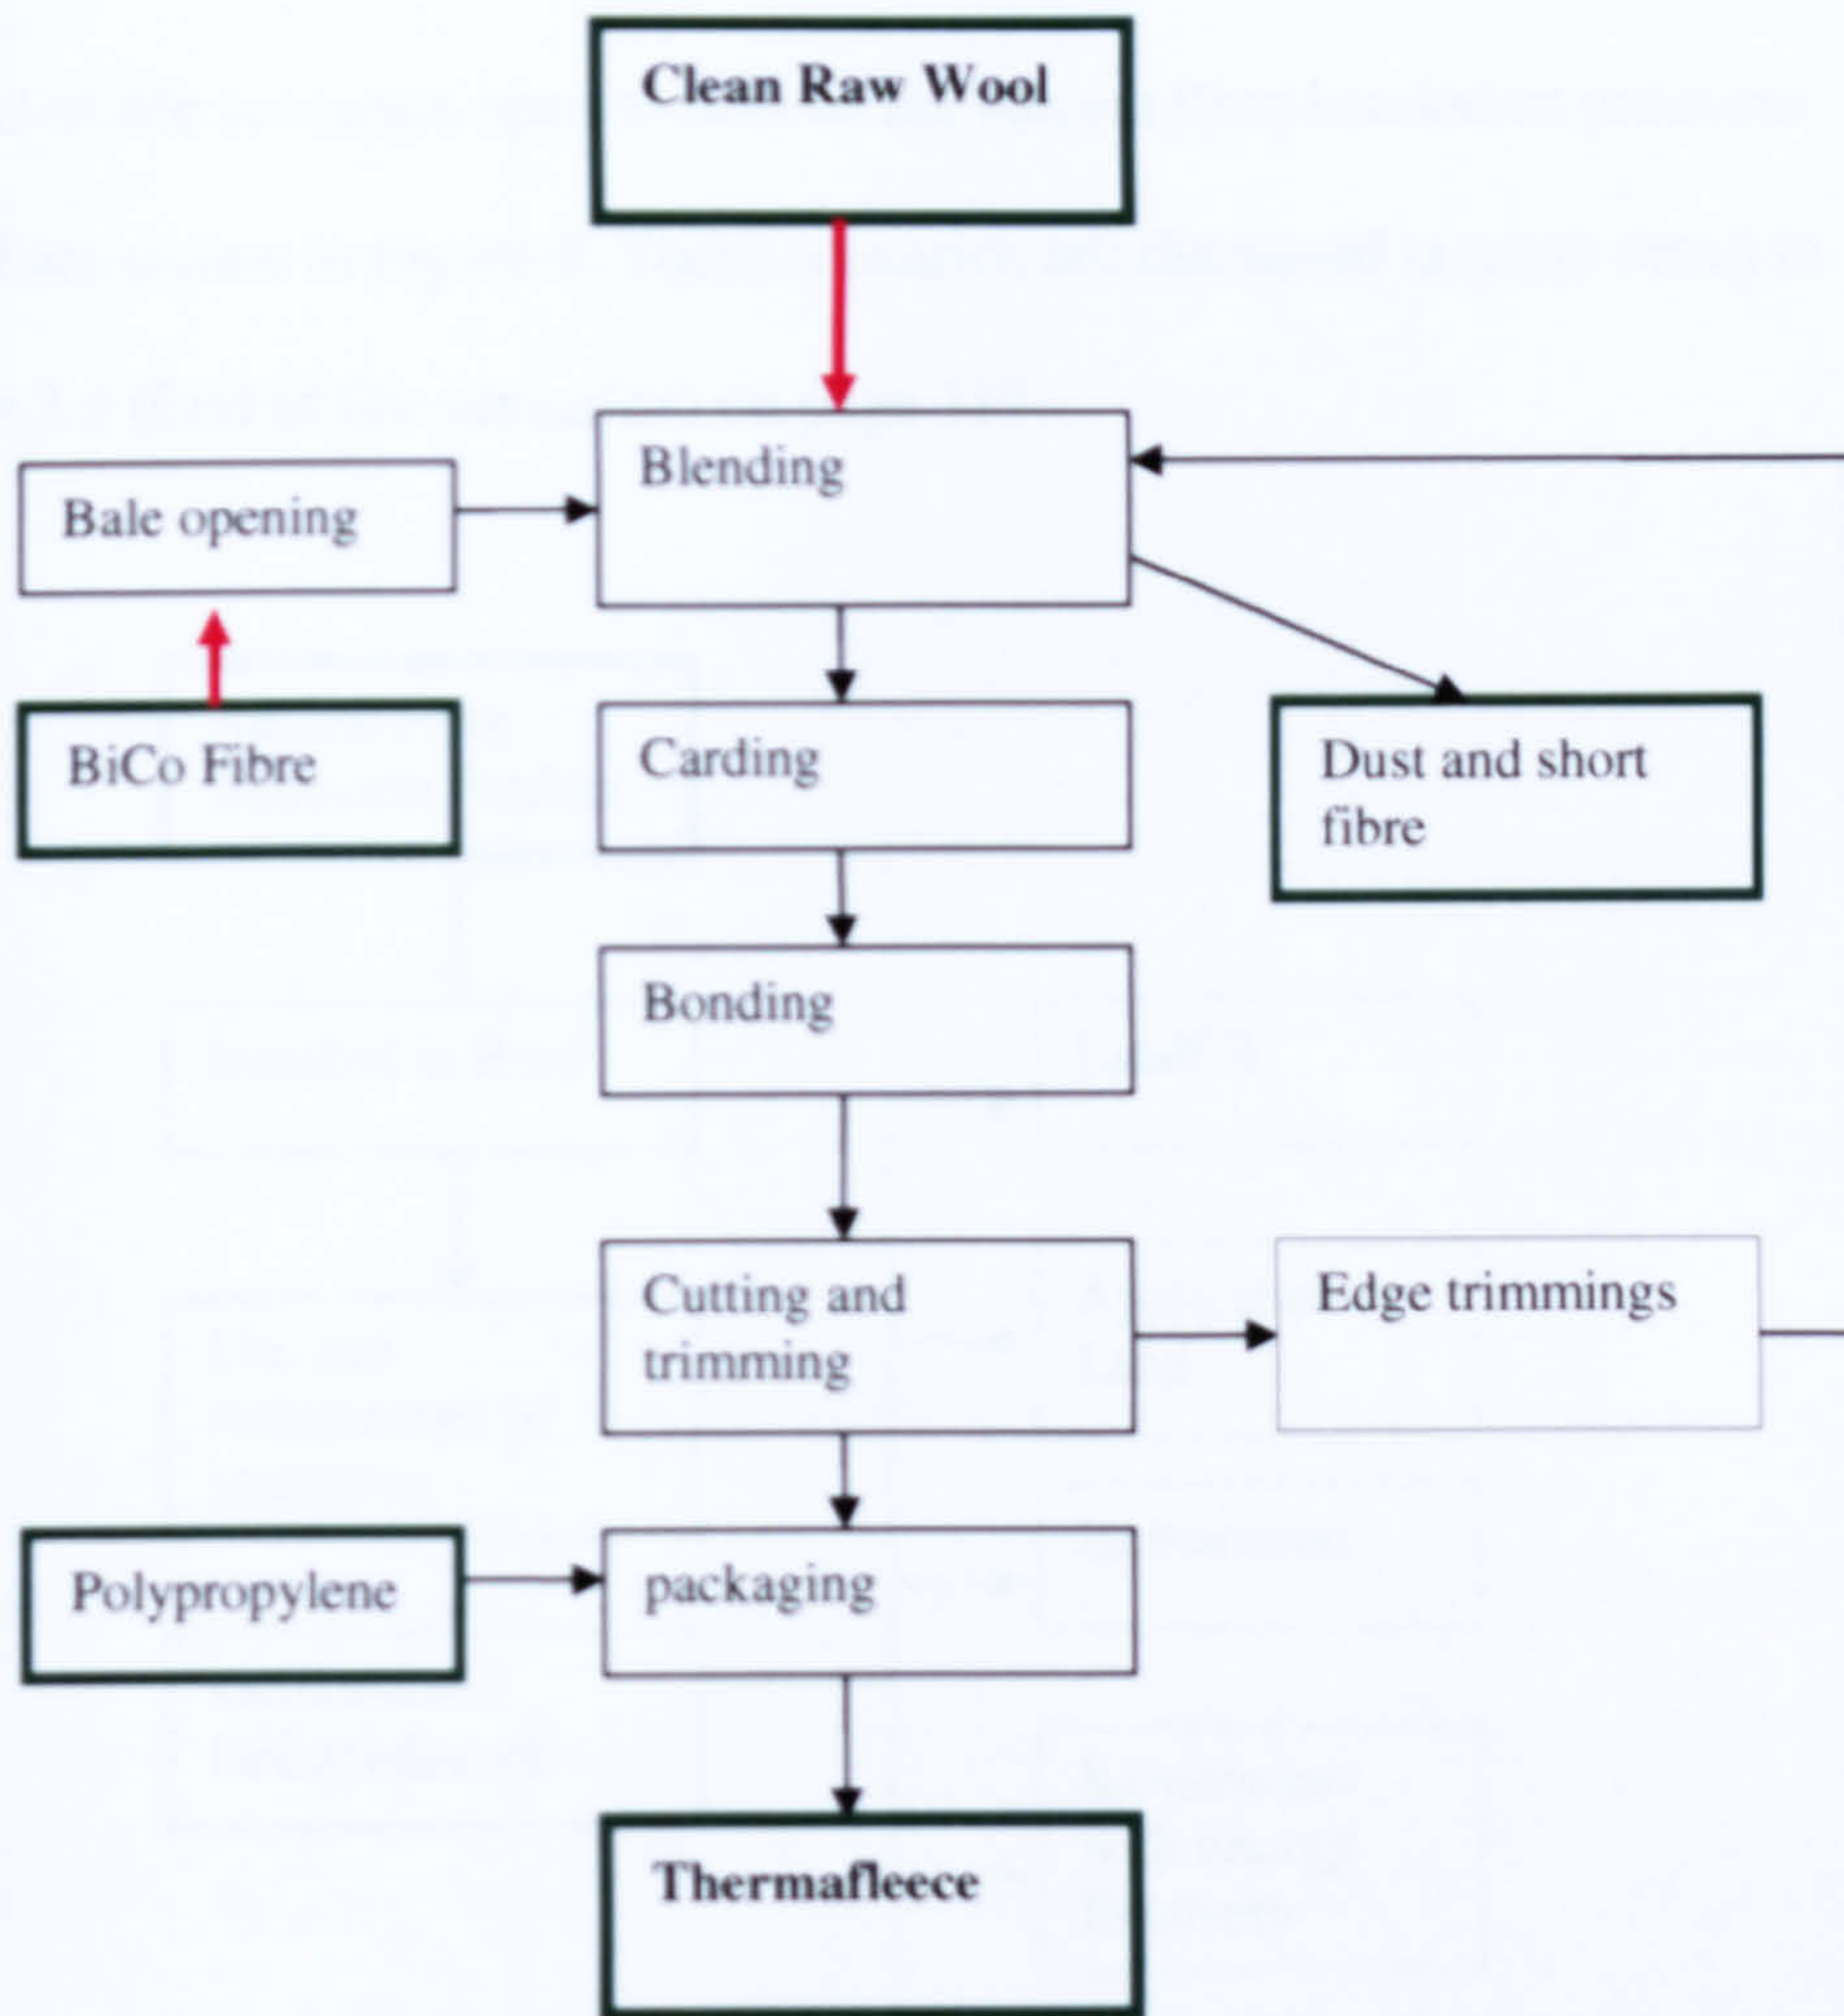 Clean Raw Wool
Blending
Bale opening
BiCo Fibre
Carding
Dust and short
fibre
Bonding
Cutting and
trimming
Edge trimmings
Polypropylene
packaging
Thermafleece